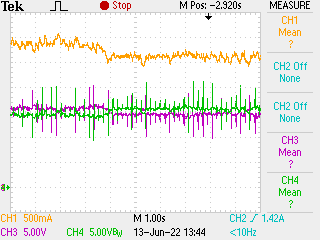 Tek Stop M Pos: -2.920s MEASURE
CH1
Mean
?
CH2 Off
None
CH2 Off
None
CH3
Mean
?
CH4
Mean
?
CH1 500mA M 1.00s CH2 / 1.42A
CH3 5.00V CH4 5.00VBW 13-Jun-22 13:44 <10Hz